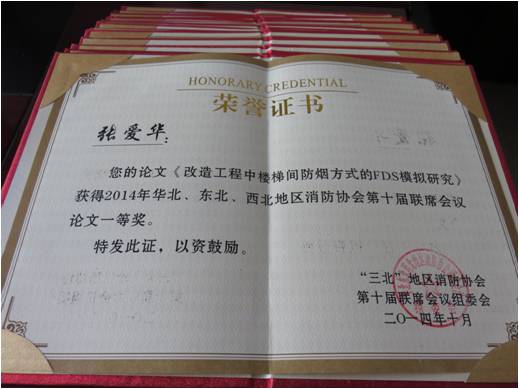 HONORARY CREDENTIAL
荣誉证书
张爱华:
您的论文《改造工程中楼梯间防烟方式的FDS模拟研究》
获得2014年华北、东北、西北地区消防协会第十届联席会议
论文一等奖。
特发此证，以资鼓励。
“三北”地区消防协会
第十届联席会议组委会
二〇一四年十月